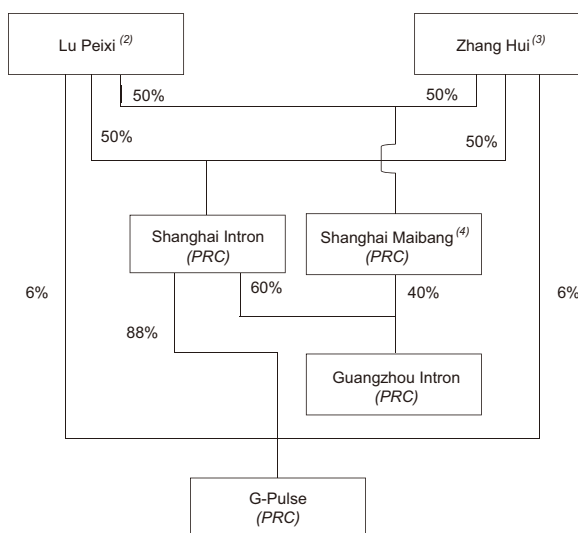 Lu Peixi (2)
Zhang Hui (3)
50%
50%
50%
50%
Shanghai Intron
(PRC)
Shanghai Maibang (4)
(PRC)
6%
60%
40%
6%
88%
Guangzhou Intron
(PRC)
G-Pulse
(PRC)